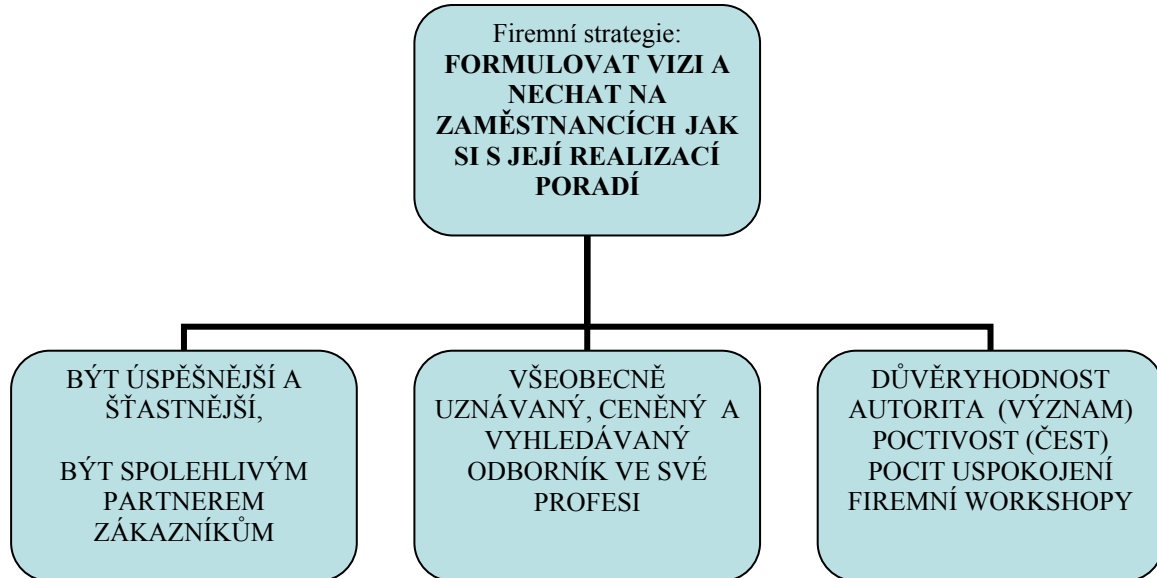 Firemní strategie:
FORMULOVAT VIZI A
NECHAT NA
ZAMĚSTNANCÍCH JAK
SI S JEJÍ REALIZACÍ
PORADÍ
BÝT ÚSPĚŠNĚJŠÍ A
ŠŤASTNĚJŠÍ,
BÝT SPOLEHLIVÝM
PARTNEREM
ZÁKAZNÍKŮM
VŠEOBECNĚ
UZNÁVANÝ, CENĚNÝ A
VYHLEDÁVANÝ
ODBORNÍK VE SVÉ
PROFESI
DŮVĚRYHODNOST
AUTORITA (VÝZNAM)
POCTIVOST (ČEST)
POCIT USPOKOJENÍ
FIREMNÍ WORKSHOPY